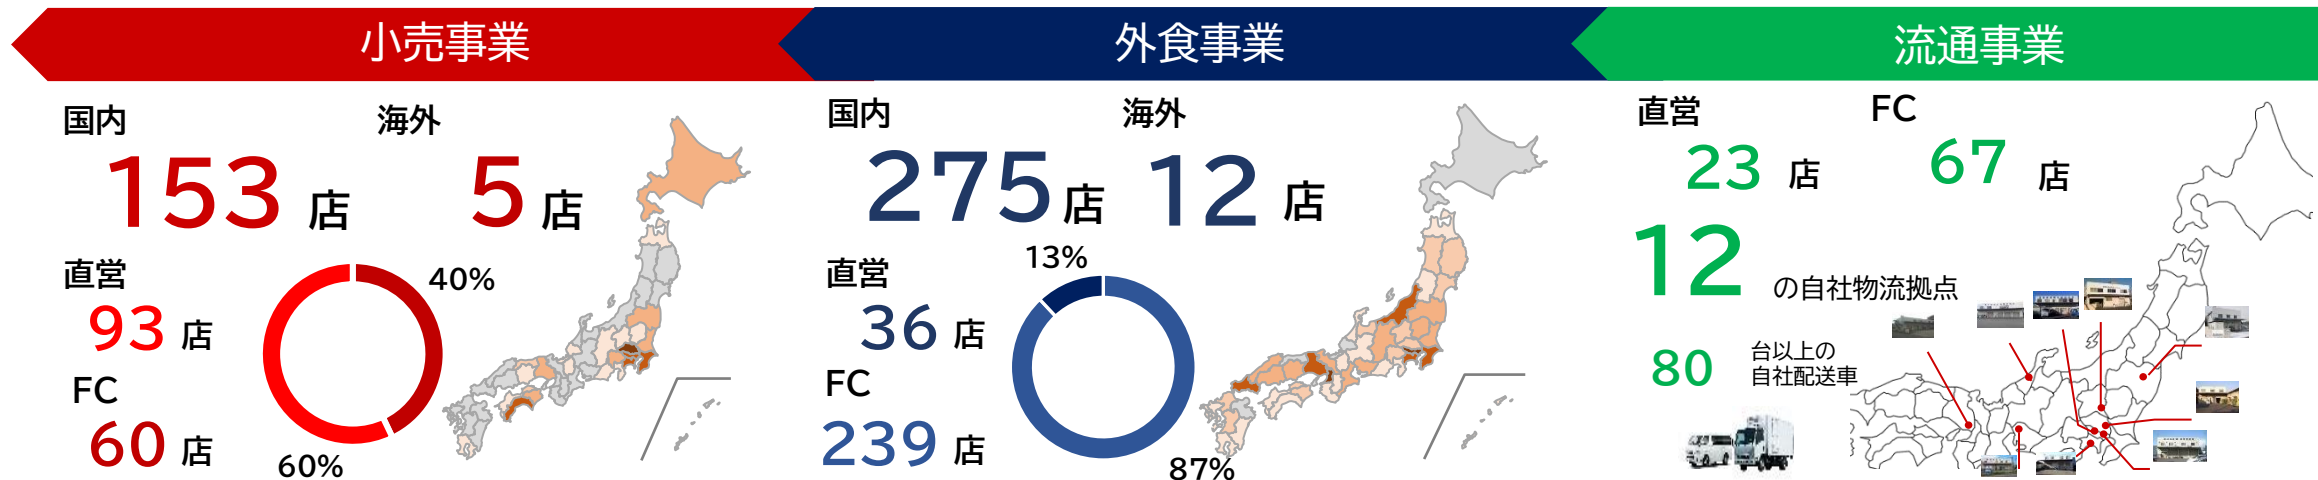 小売事業
国内
海外
153 店
5 店
直営
93 店
FC
60 店
40%
60%
外食事業
国内
海外
275 店
12 店
直営
36 店
FC
239 店
13%
87%
流通事業
直営
FC
23 店
67 店
12 の自社物流拠点
80 台以上の
自社配送車